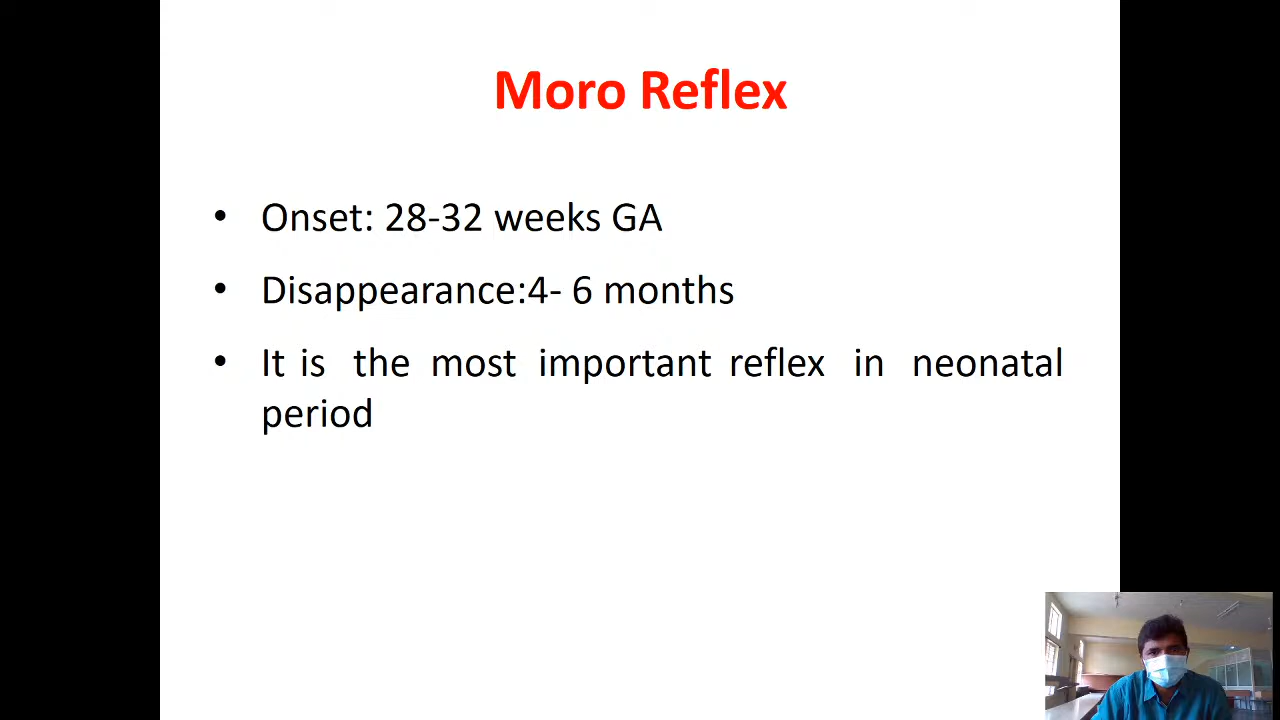 Moro Reflex
• Onset: 28-32 weeks GA
• Disappearance:4- 6 months
• It is the most important reflex in neonatal
period